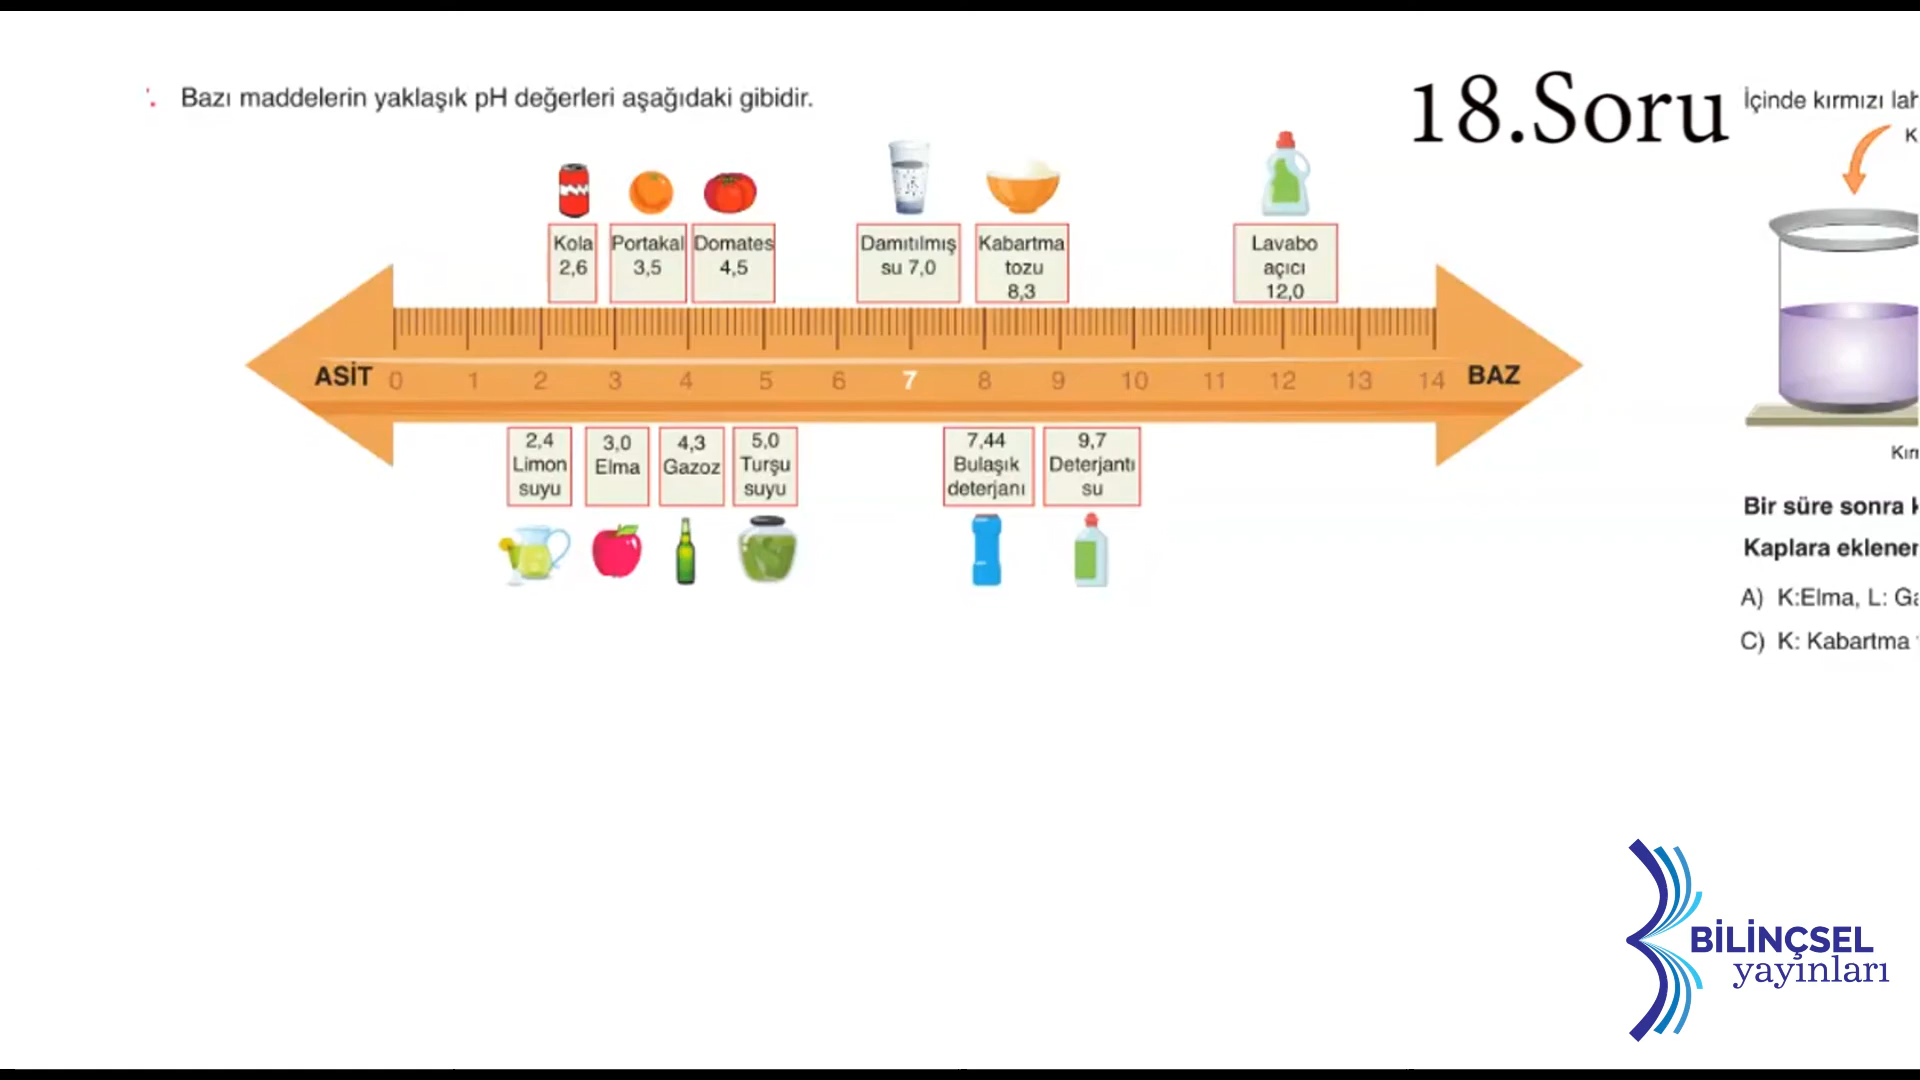 Bazı maddelerin yaklaşık pH değerleri aşağıdaki gibidir.
18.Soru
Kola
2,6
Portakal
3,5
Domates
4,5
Damıtılmış
su 7,0
Kabartma
tozu
8,3
Lavabo
açıcı
12,0
ASİT 0 1 2 3 4 5 6 7 8 9 10 11 12 13 14 BAZ
2,4
Limon
suyu
3,0
Elma
4,3
Gazoz
5,0
Turşu
suyu
7,44
Bulaşık
deterjanı
9,7
Deterjantı
su
İçinde kırmızı
K
Bir süre sonra
Kaplara
A) K:Elma, L:
C) K: Kabartma
BİLİNÇSEL
yayınları